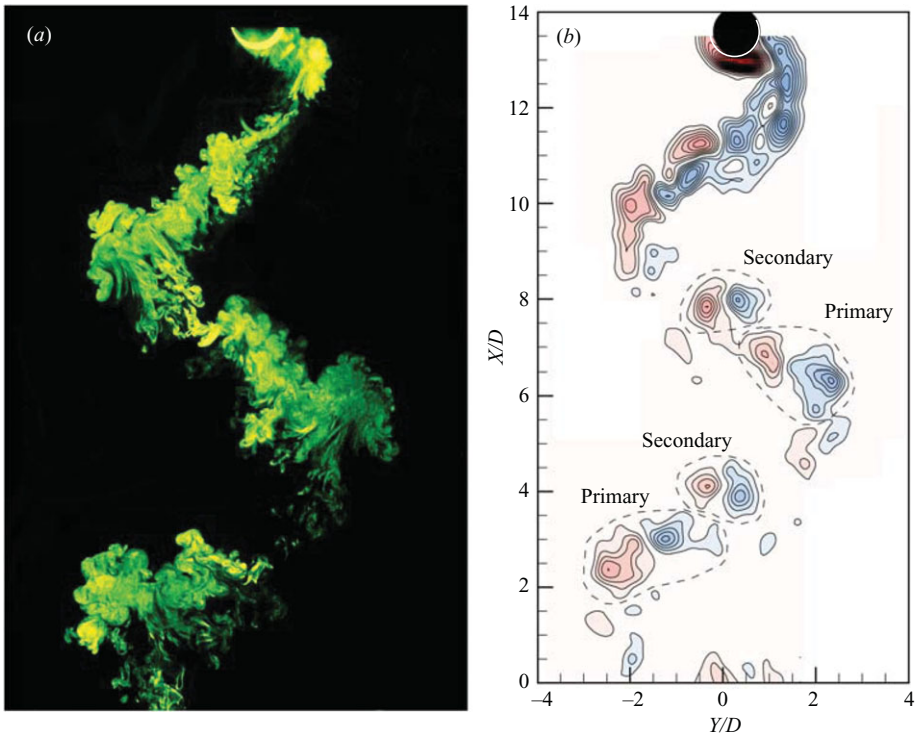 (a)
(b)
14
12
10
8
6
4
2
0
X/D
Secondary
Primary
Secondary
Primary
−4
−2
0
2
4
Y/D